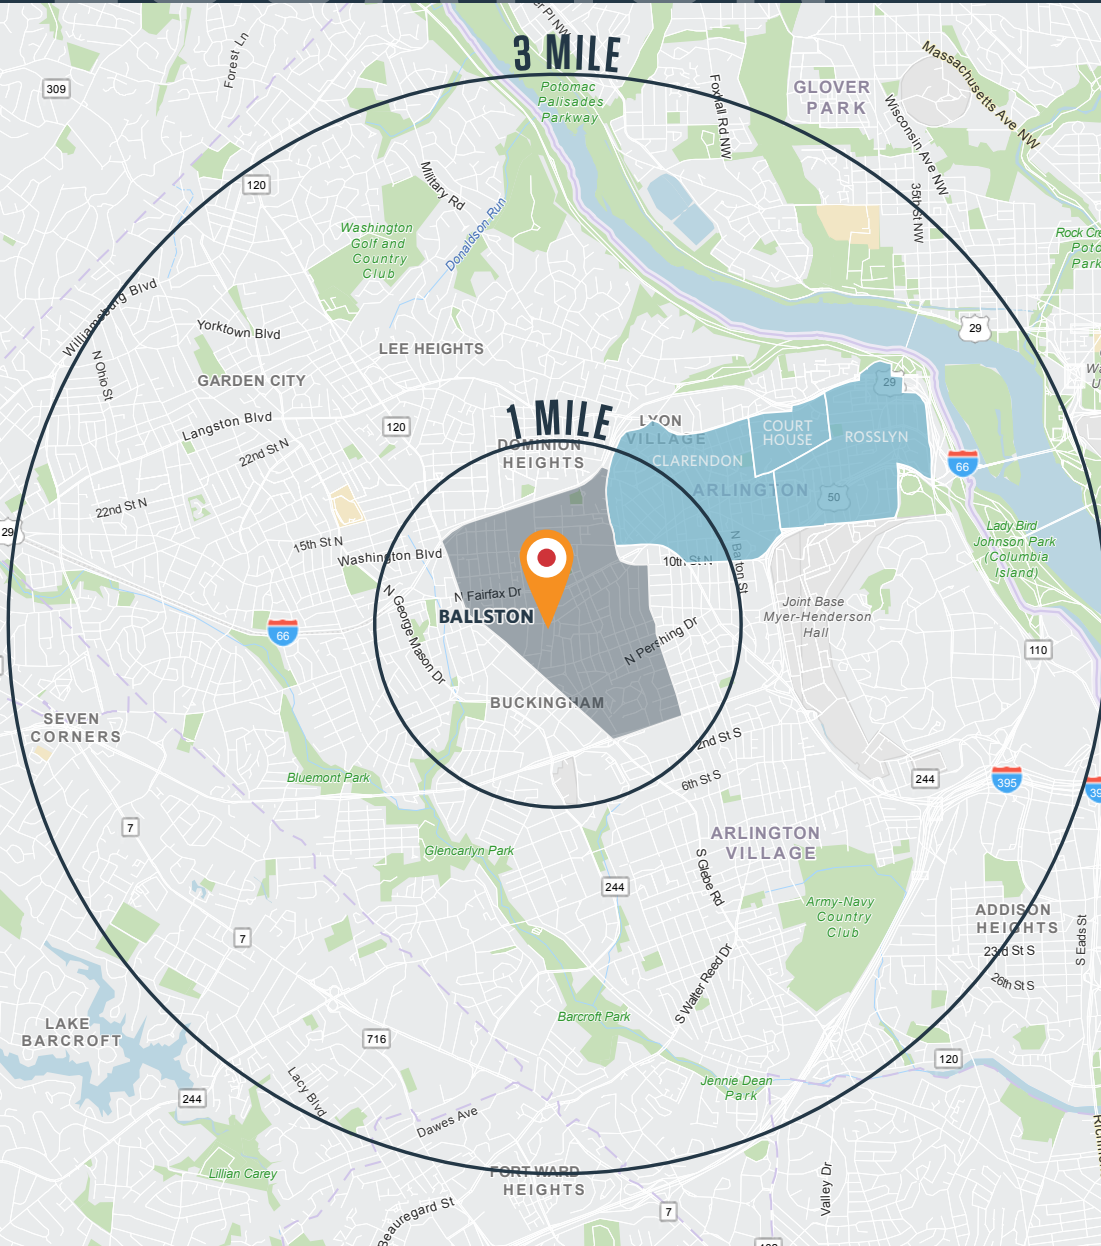 3 MILE
Potomac
Palisades
Parkway
Forest Ln
309
Foxhall Rd NW
GLOVER
PARK
Massachusetts Ave NW
Wisconsin Ave NW
35th St NW
120
Military Rd
Donaldson Run
Washington
Golf and
Country
Club
Williamsburg Blvd
Yorktown Blvd
N Ohio St
LEE HEIGHTS
GARDEN CITY
29
29
Langston Blvd
22nd St N
120
1 MILE
DOMINION
HEIGHTS
LYON
VILLAGE
COURT
HOUSE
ROSSLYN
CLARENDON
ARLINGTON
50
66
22nd St N
29
15th St N
Washington Blvd
10th St N
N Barton St
Lady Bird
Johnson Park
(Columbia
Island)
N Fairfax Dr
BALLSTON
N George Mason Dr
N Pershing Dr
Joint Base
Myer-Henderson
Hall
66
110
BUCKINGHAM
SEVEN
CORNERS
2nd St S
6th St S
Bluemont Park
244
395
7
ARLINGTON
VILLAGE
Glencarlyn Park
S Glebe Rd
244
Army-Navy
Country
Club
ADDISON
HEIGHTS
23rd St S
26th St S
S Eads St
7
S Walter Reed Dr
LAKE
BARCROFT
Barcroft Park
716
120
Jennie Dean
Park
244
Lacy Blvd
Dawes Ave
Lillian Carey
FORT WARD
HEIGHTS
Valley Dr
7
Beauregard St